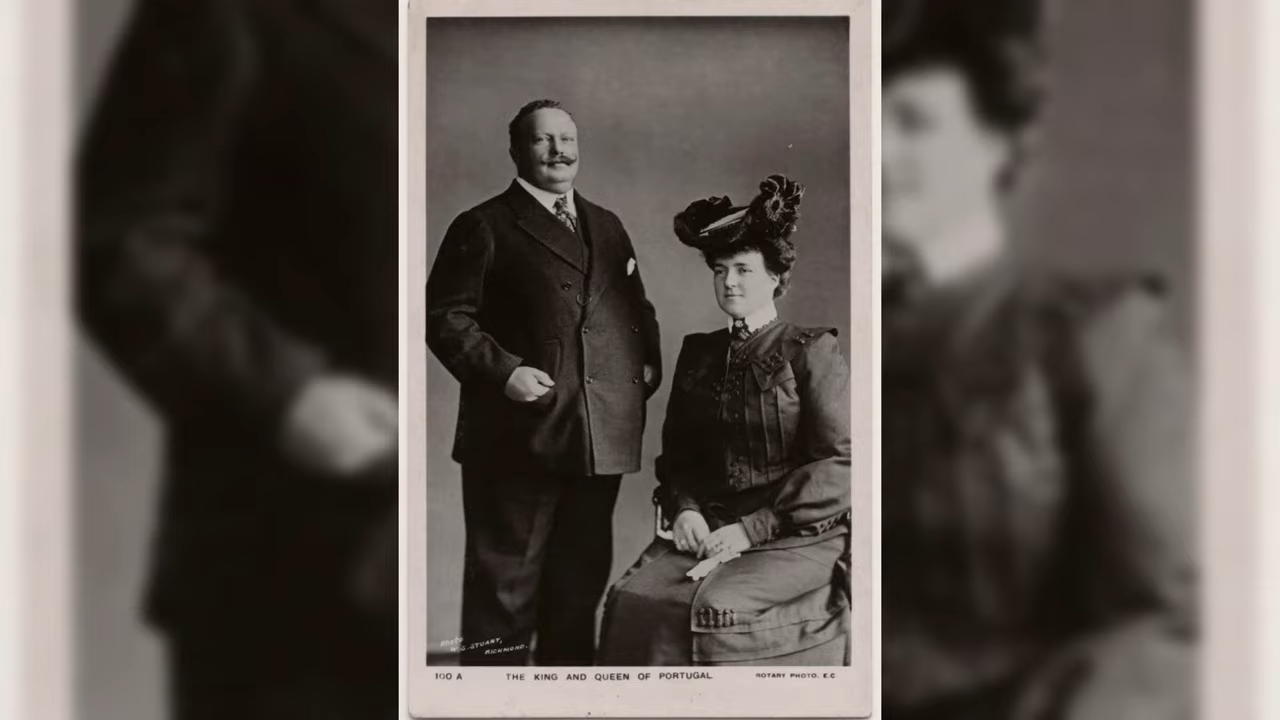 PHOTO
W.S. STUART,
RICHMOND.
100 A THE KING AND QUEEN OF PORTUGAL ROTARY PHOTO. E.C